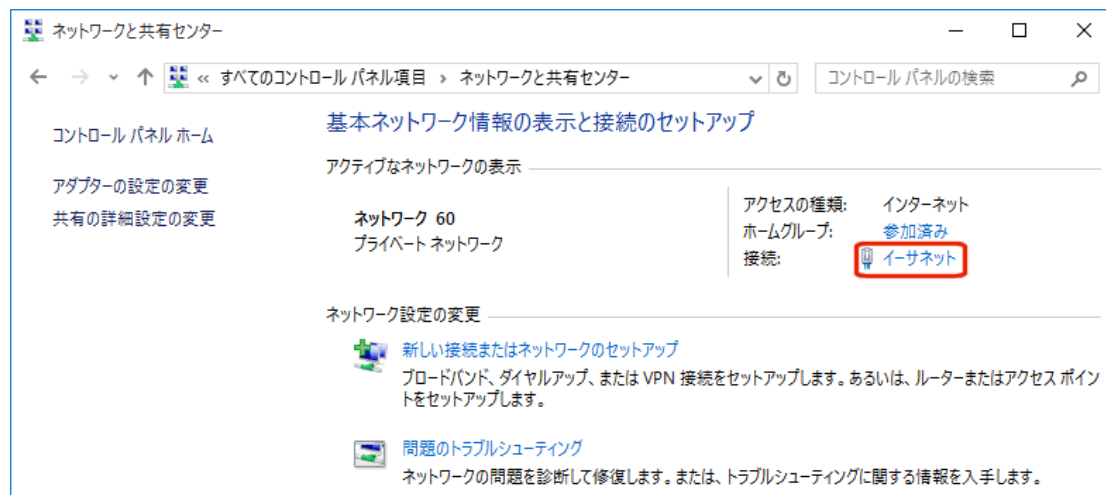 ネットワークと共有センター
« すべてのコントロール パネル項目 › ネットワークと共有センター
コントロール パネルの検索
コントロール パネル ホーム
アダプターの設定の変更
共有の詳細設定の変更
基本ネットワーク情報の表示と接続のセットアップ
アクティブなネットワークの表示
ネットワーク 60
プライベート ネットワーク
アクセスの種類: インターネット
ホームグループ: 参加済み
接続: イーサネット
ネットワーク設定の変更
新しい接続またはネットワークのセットアップ
ブロードバンド、ダイヤルアップ、または VPN 接続をセットアップします。あるいは、ルーターまたはアクセス ポイン
トをセットアップします。
問題のトラブルシューティング
ネットワークの問題を診断して修復します。または、トラブルシューティングに関する情報を入手します。